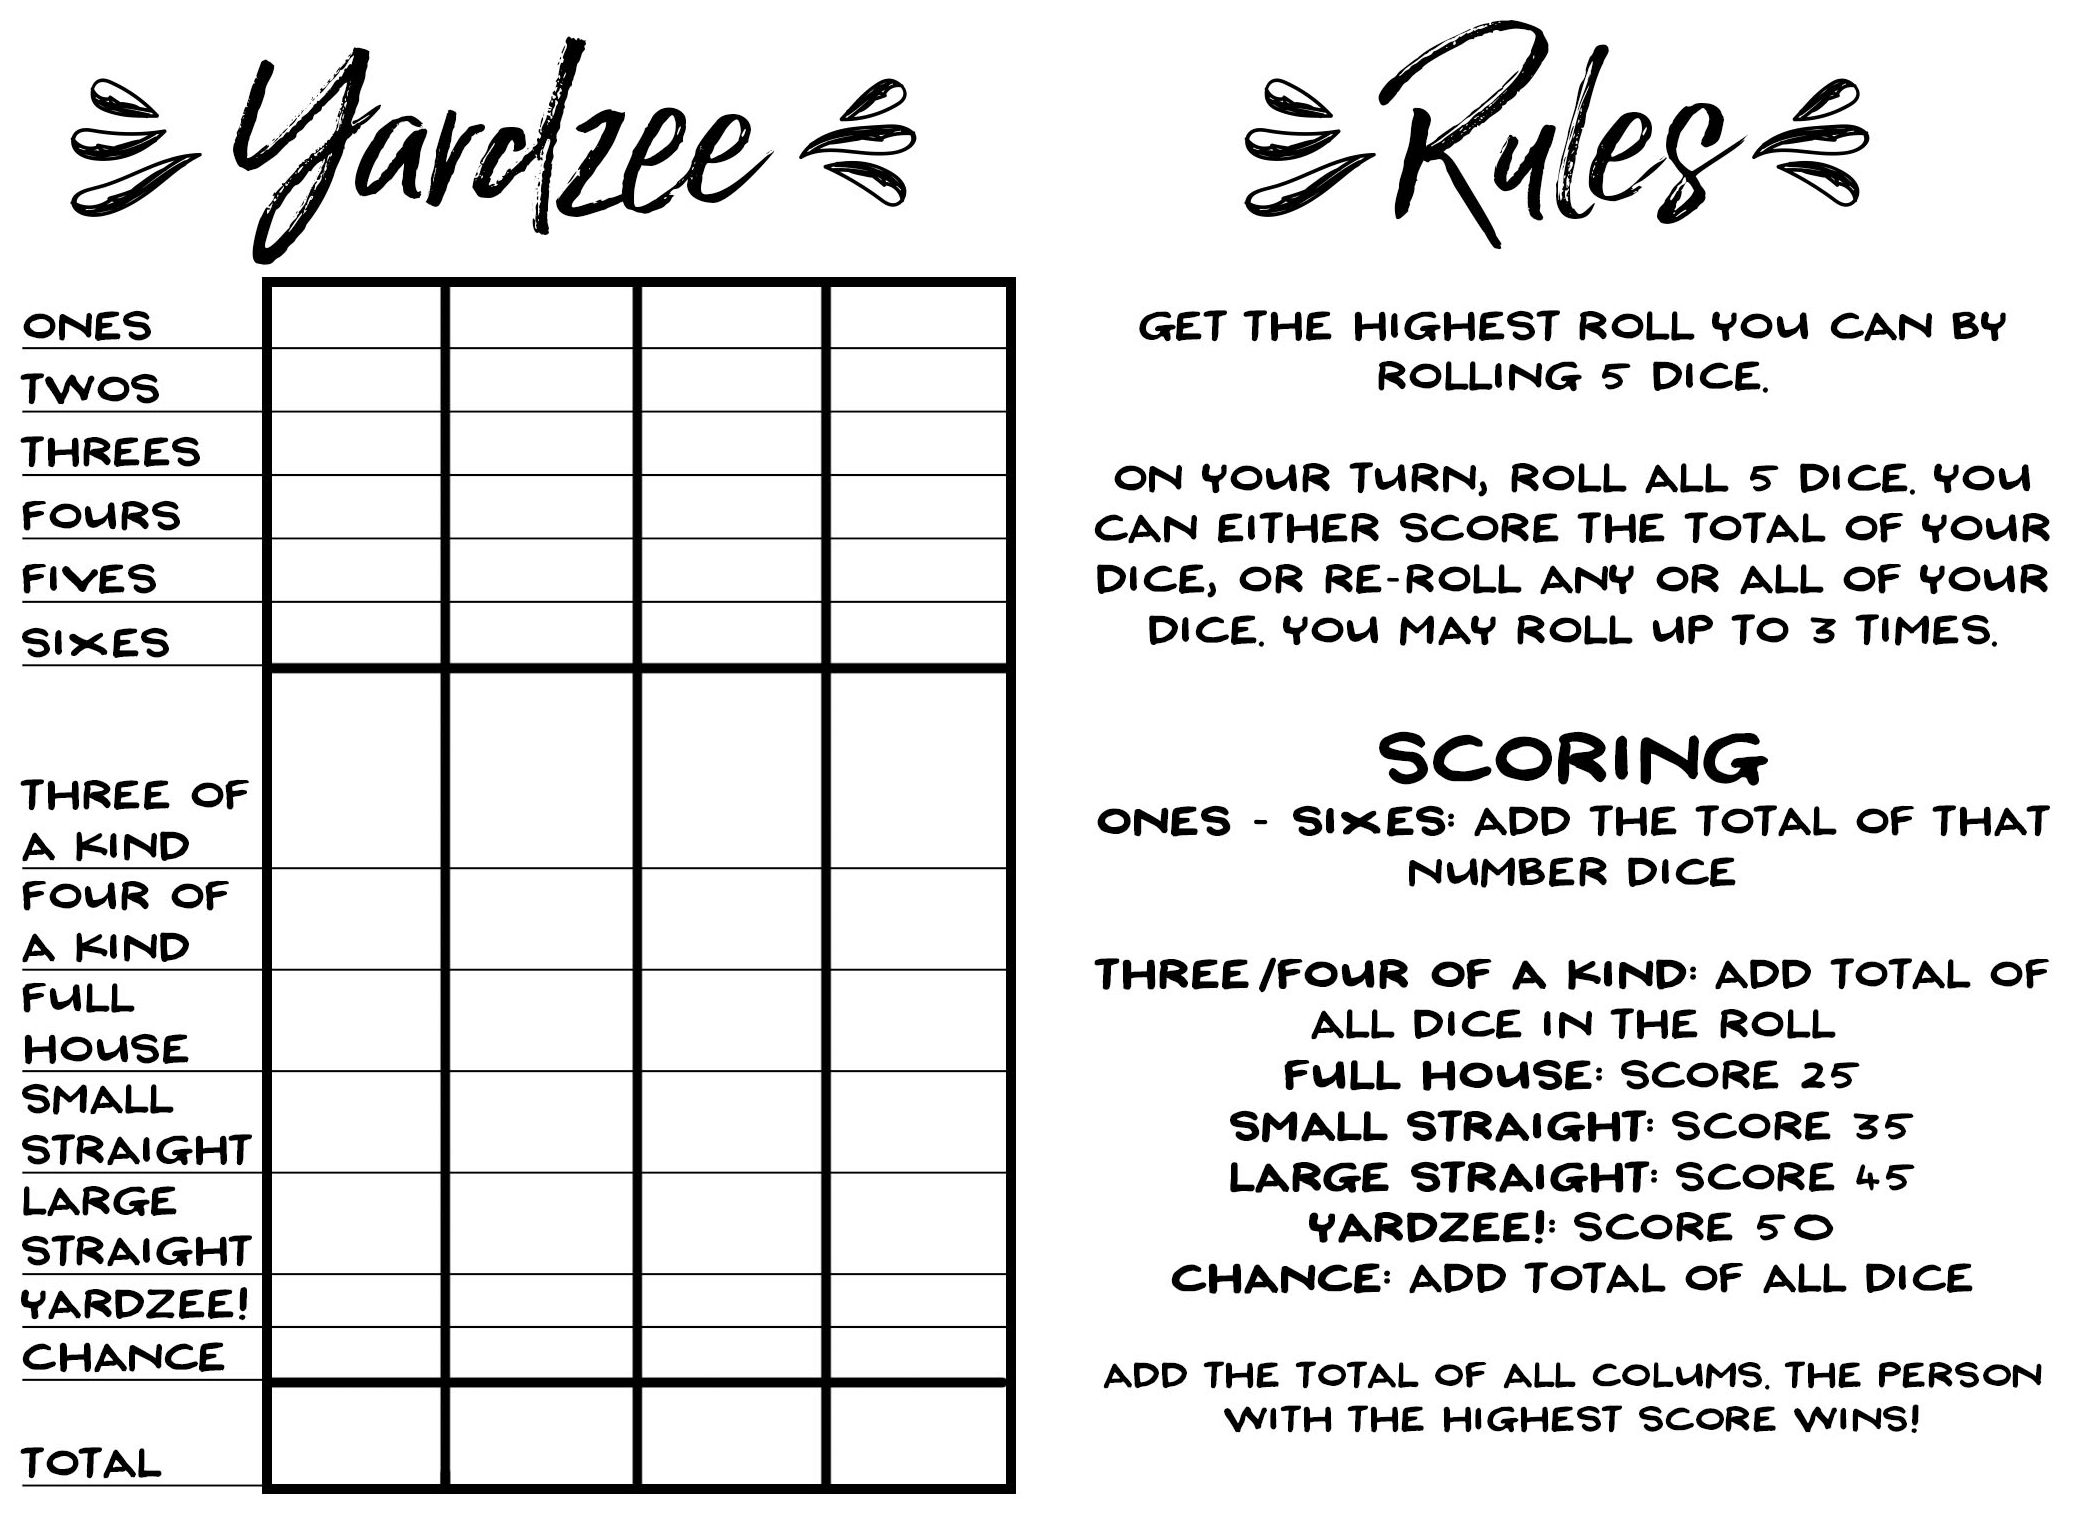 Yardzee
ONES
TWOS
THREES
FOURS
FIVES
SIXES
THREE OF
A KIND
FOUR OF
A KIND
FULL
HOUSE
SMALL
STRAIGHT
LARGE
STRAIGHT
YARDZEE!
CHANCE
TOTAL
Rules
GET THE HIGHEST ROLL YOU CAN BY
ROLLING 5 DICE.
ON YOUR TURN, ROLL ALL 5 DICE. YOU
CAN EITHER SCORE THE TOTAL OF YOUR
DICE, OR RE-ROLL ANY OR ALL OF YOUR
DICE. YOU MAY ROLL UP TO 3 TIMES.
SCORING
ONES - SIXES: ADD THE TOTAL OF THAT
NUMBER DICE
THREE/FOUR OF A KIND: ADD TOTAL OF
ALL DICE IN THE ROLL
FULL HOUSE: SCORE 25
SMALL STRAIGHT: SCORE 35
LARGE STRAIGHT: SCORE 45
YARDZEE!: SCORE 50
CHANCE: ADD TOTAL OF ALL DICE
ADD THE TOTAL OF ALL COLUMS. THE PERSON
WITH THE HIGHEST SCORE WINS!